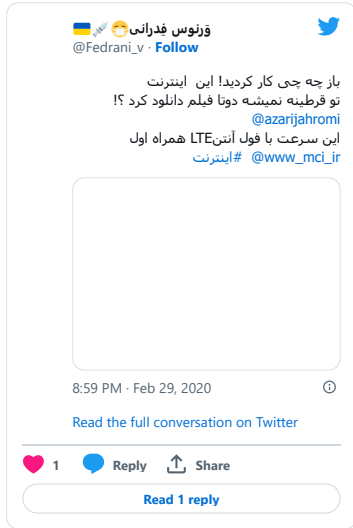 وَرنوس فِدرانی😷💉🇺🇦
@Fedrani_v · Follow
باز چه چی کار کردید! این اینترنت
تو قرطینه نمیشه دوتا فیلم دانلود کرد ؟!
@azarijahromi
این سرعت با فول آنتنLTE همراه اول
@www_mci_ir #اینترنت
8:59 PM · Feb 29, 2020
Read the full conversation on Twitter
1 Reply Share
Read 1 reply